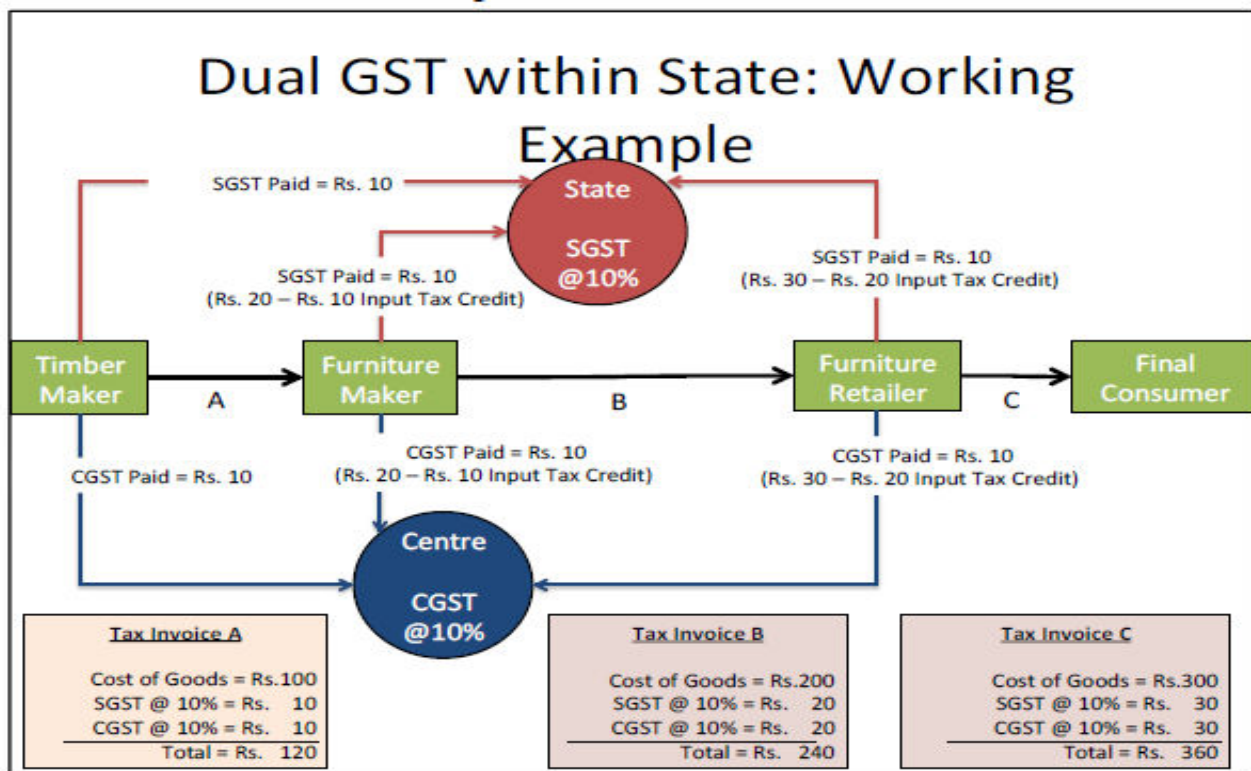 Dual GST within State: Working
Example
SGST Paid = Rs. 10
State
SGST
@10%
SGST Paid = Rs. 10
(Rs. 20 – Rs. 10 Input Tax Credit)
SGST Paid = Rs. 10
(Rs. 30 – Rs. 20 Input Tax Credit)
Timber
Maker
A
Furniture
Maker
B
Furniture
Retailer
C
Final
Consumer
CGST Paid = Rs. 10
CGST Paid = Rs. 10
(Rs. 20 – Rs. 10 Input Tax Credit)
CGST Paid = Rs. 10
(Rs. 30 – Rs. 20 Input Tax Credit)
Centre
CGST
@10%
Tax Invoice A
Cost of Goods = Rs.100
SGST @ 10% = Rs. 10
CGST @ 10% = Rs. 10
Total = Rs. 120
Tax Invoice B
Cost of Goods = Rs.200
SGST @ 10% = Rs. 20
CGST @ 10% = Rs. 20
Total = Rs. 240
Tax Invoice C
Cost of Goods = Rs.300
SGST @ 10% = Rs. 30
CGST @ 10% = Rs. 30
Total = Rs. 360